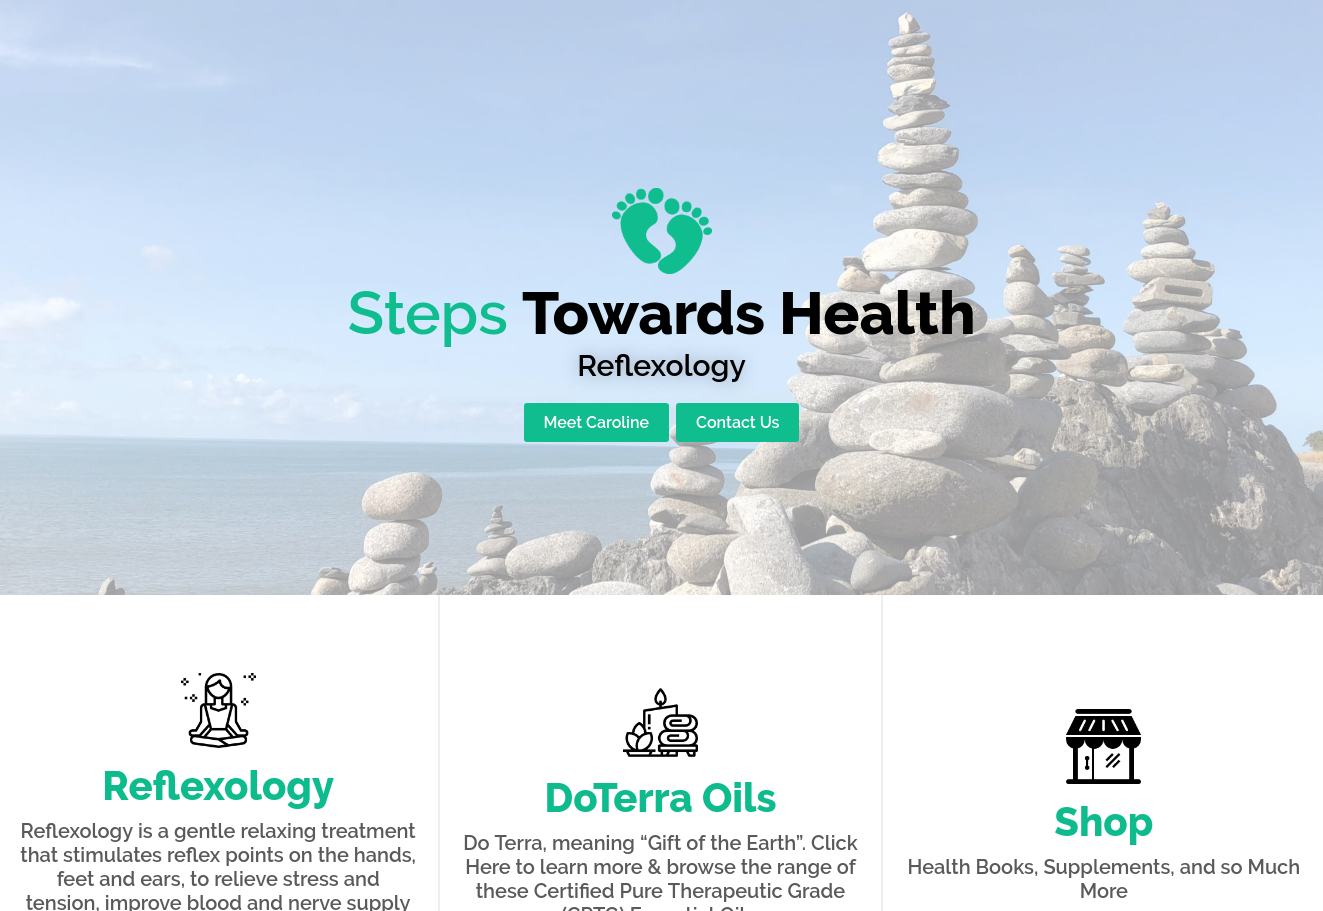 Steps Towards Health
Reflexology
Meet Caroline
Contact Us
Reflexology
Reflexology is a gentle relaxing treatment
that stimulates reflex points on the hands,
feet and ears, to relieve stress and
tension, improve blood and nerve supply
DoTerra Oils
Do Terra, meaning “Gift of the Earth”. Click
Here to learn more & browse the range of
these Certified Pure Therapeutic Grade
(CPTG) Essential Oils
Shop
Health Books, Supplements, and so Much
More